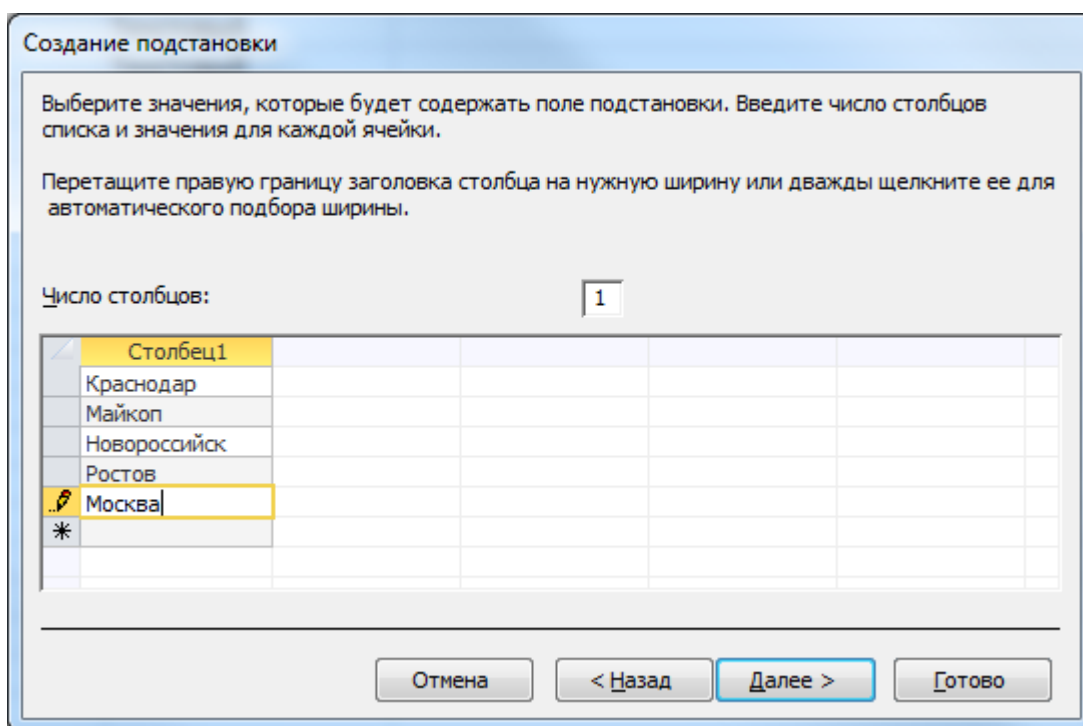 Создание подстановки
Выберите значения, которые будет содержать поле подстановки. Введите число столбцов
списка и значения для каждой ячейки.
Перетащите правую границу заголовка столбца на нужную ширину или дважды щелкните ее для
автоматического подбора ширины.
Число столбцов: 1
Столбец1
Краснодар
Майкоп
Новороссийск
Ростов
Москва
Отмена < Назад Далее > Готово